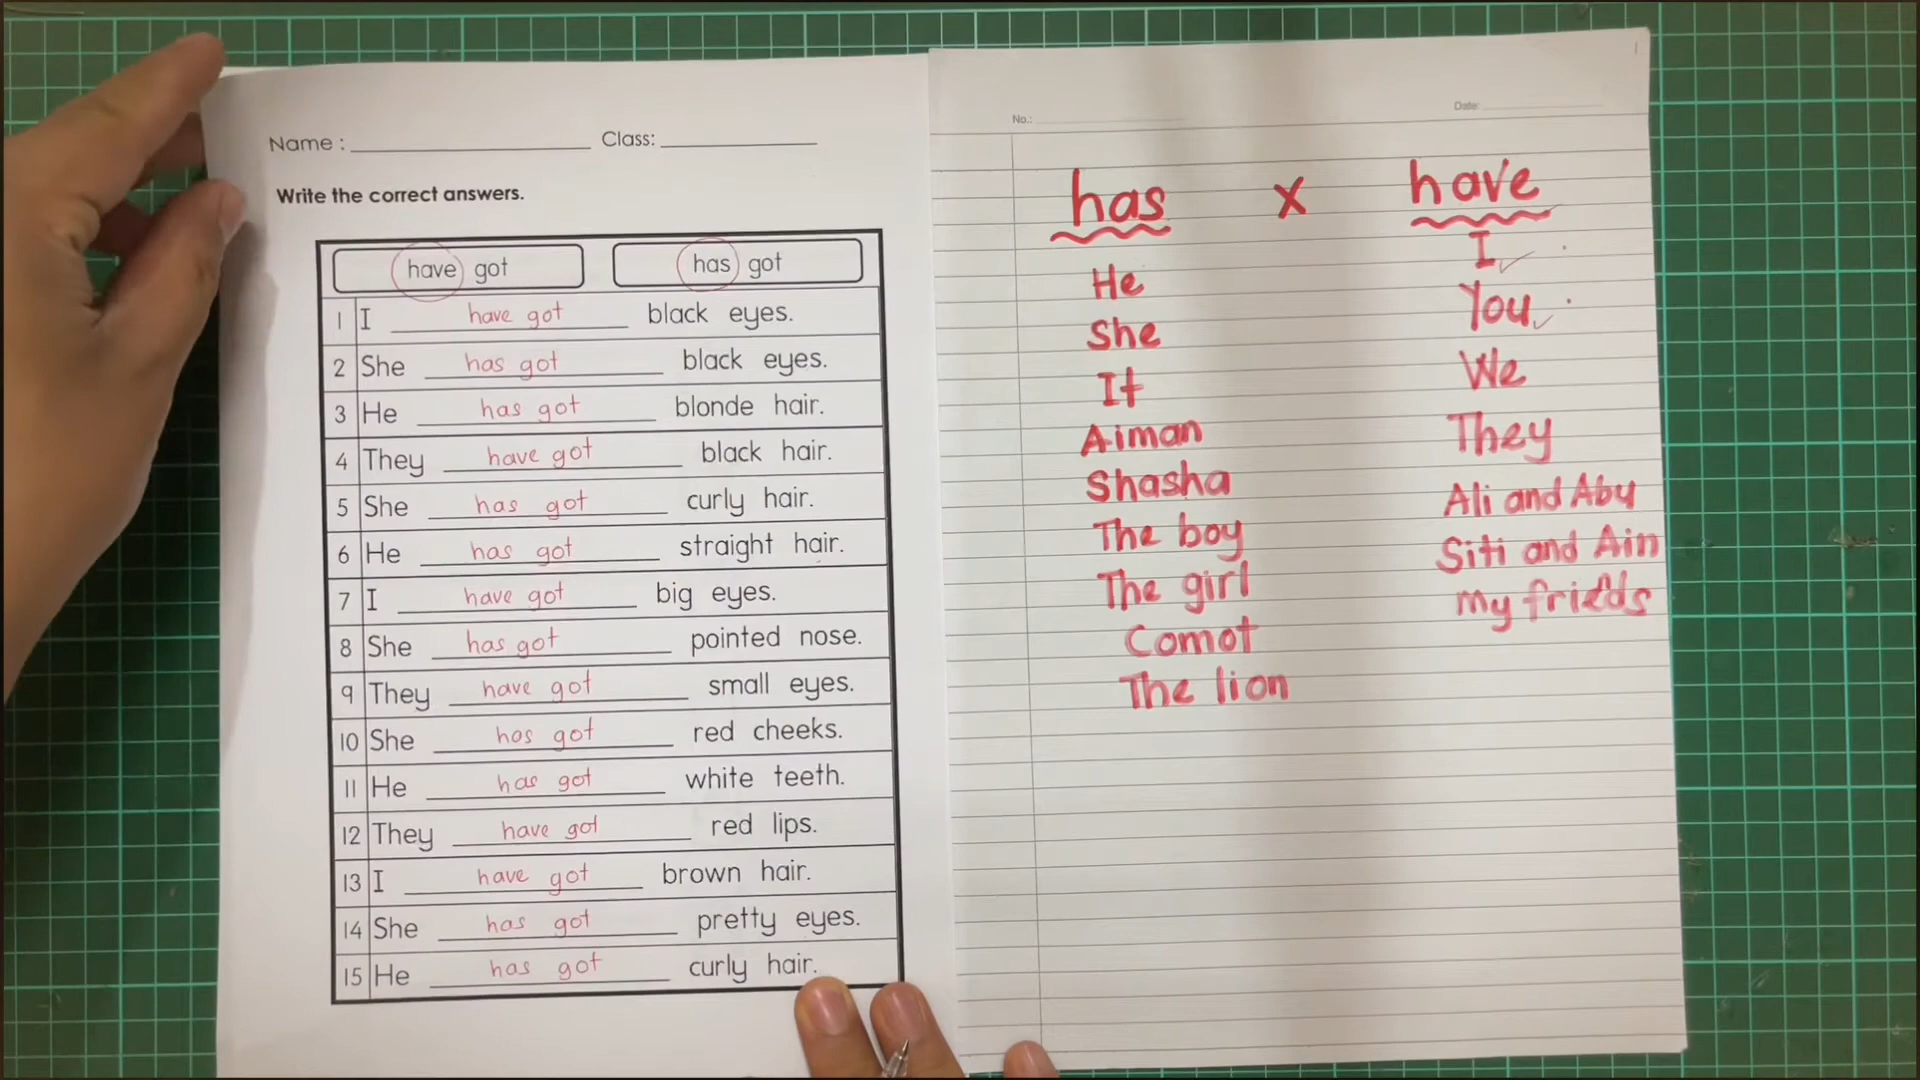 Name : ____________ Class: ____________
Write the correct answers.
have got has got
1 I have got black eyes.
2 She has got black eyes.
3 He has got blonde hair.
4 They have got black hair.
5 She has got curly hair.
6 He has got straight hair.
7 I have got big eyes.
8 She has got pointed nose.
9 They have got small eyes.
10 She has got red cheeks.
11 He has got white teeth.
12 They have got red lips.
13 I have got brown hair.
14 She has got pretty eyes.
15 He has got curly hair.
No.: Date:
has x have
He
She
It
Aiman
Shasha
The boy
The girl
Comot
The lion
I
You
We
They
Ali and Abu
Siti and Ain
my frieds